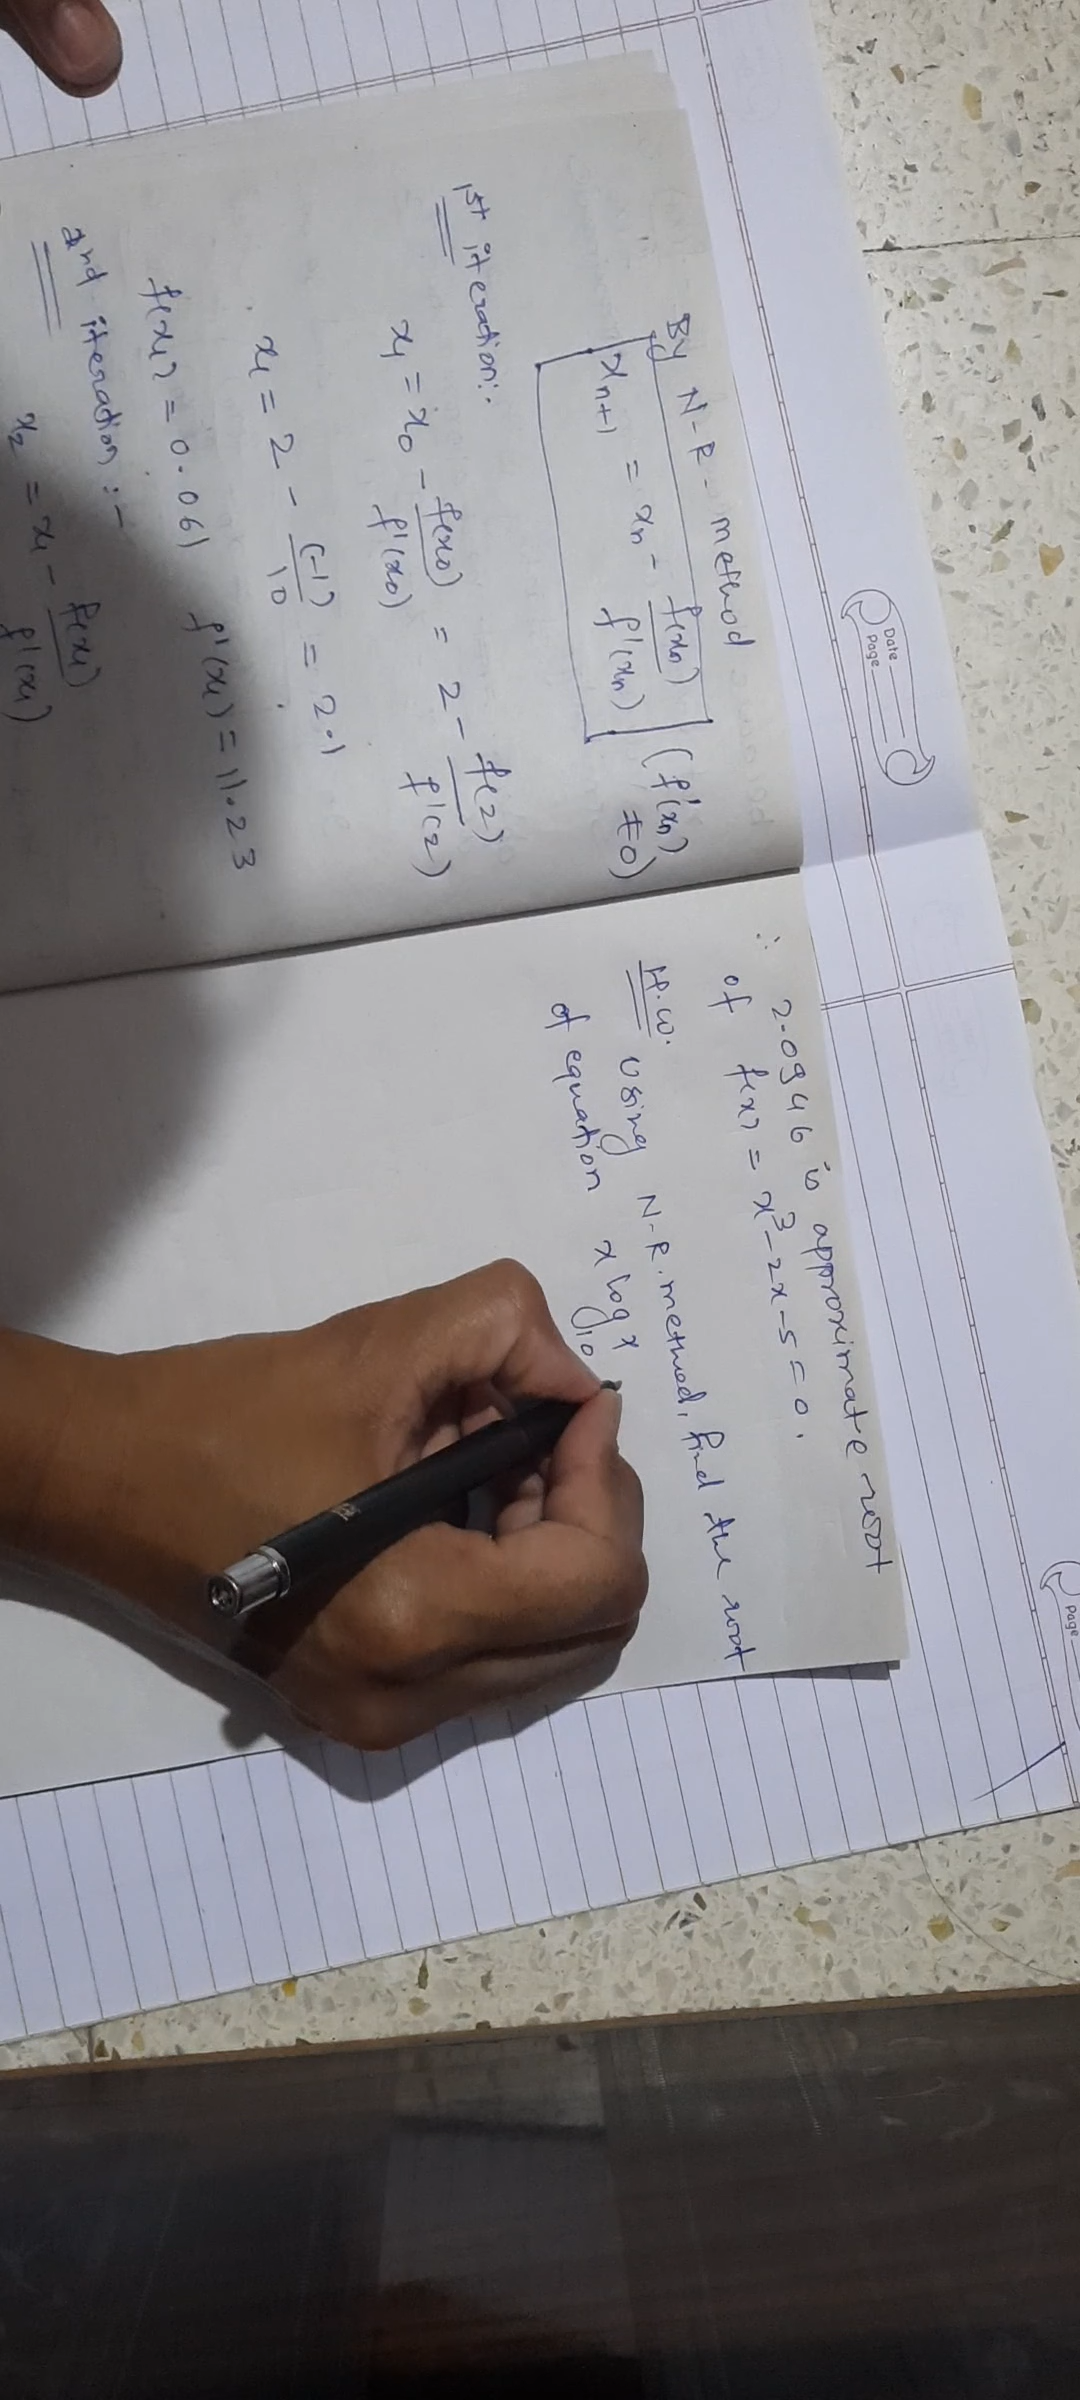 Date
Page
By N-R method
xn+1 = xn - f(xn) / f'(xn) (f'(xn) ≠ 0)
1st iteration:-
x1 = x0 - f(x0) / f'(x0) = 2 - f(2) / f'(2)
x1 = 2 - (-1) / 10 = 2.1
f(x1) = 0.061 f'(x1) = 11.23
2nd iteration :-
x2 = x1 - f(x1) / f'(x1)
Page
∴ 2.0946 is approximate root
of f(x) = x³ - 2x - 5 = 0.
H.W. Using N-R. method, find the root
of equation x log10 x